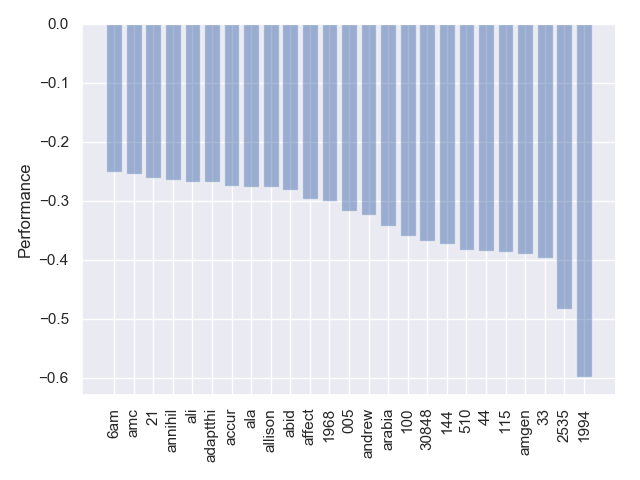 0.0
−0.1
−0.2
−0.3
−0.4
−0.5
−0.6
Performance
6am
amc
21
annihil
ali
adaptthi
accur
ala
allison
abid
affect
1968
005
andrew
arabia
100
30848
144
510
44
115
amgen
33
2535
1994